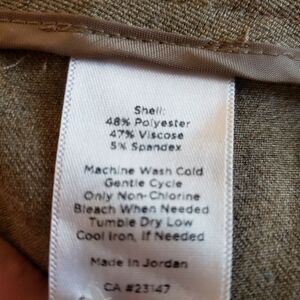 Shell:
48% Polyester
47% Viscose
5% Spandex
Machine Wash Cold
Gentle Cycle
Only Non-Chlorine
Bleach When Needed
Tumble Dry Low
Cool Iron, If Needed
Made in Jordan
CA #23147